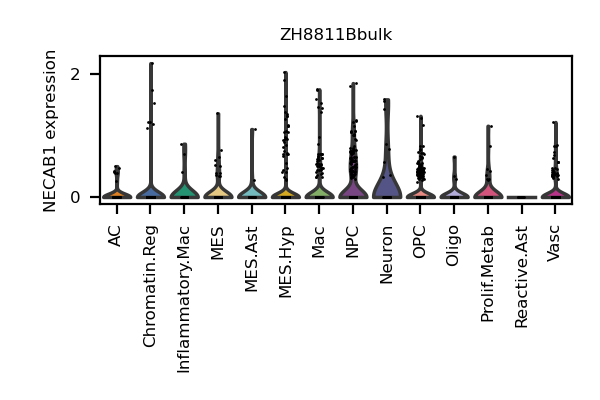 ZH8811Bbulk
NECAB1 expression
2
0
AC
Chromatin.Reg
Inflammatory.Mac
MES
MES.Ast
MES.Hyp
Mac
NPC
Neuron
OPC
Oligo
Prolif.Metab
Reactive.Ast
Vasc